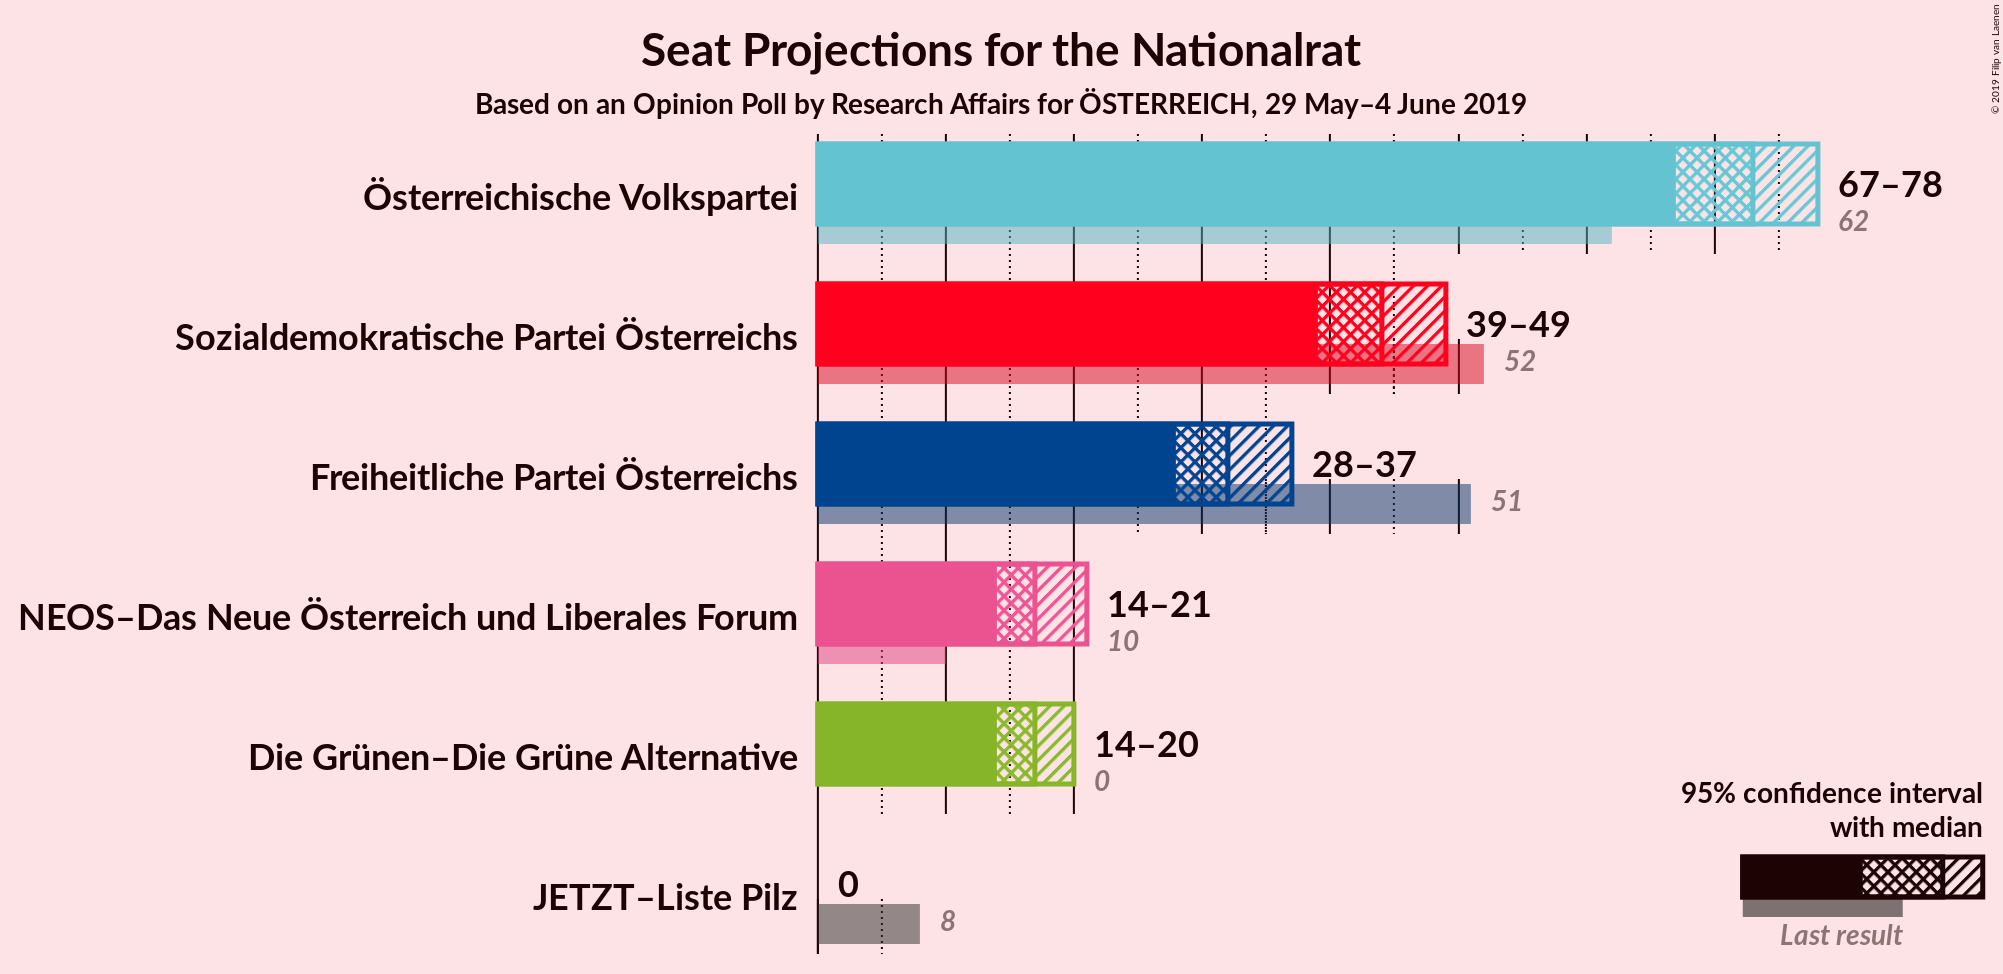 Seat Projections for the Nationalrat
Based on an Opinion Poll by Research Affairs for ÖSTERREICH, 29 May–4 June 2019
© 2019 Filip van Laenen
Österreichische Volkspartei
67–78
62
Sozialdemokratische Partei Österreichs
39–49
52
Freiheitliche Partei Österreichs
28–37
51
NEOS–Das Neue Österreich und Liberales Forum
14–21
10
Die Grünen–Die Grüne Alternative
14–20
0
JETZT–Liste Pilz
0
8
95% confidence interval
with median
Last result